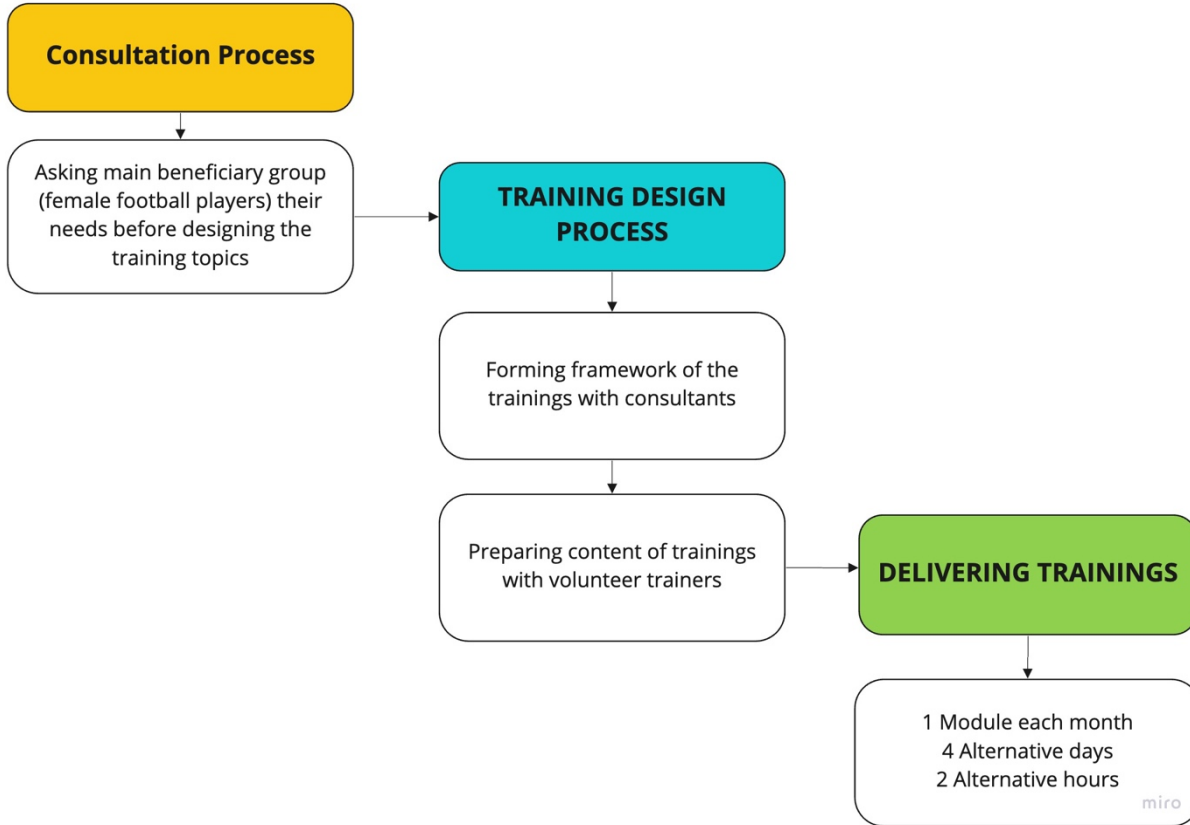 Consultation Process
Asking main beneficiary group
(female football players) their
needs before designing the
training topics
TRAINING DESIGN
PROCESS
Forming framework of the
trainings with consultants
Preparing content of trainings
with volunteer trainers
DELIVERING TRAININGS
1 Module each month
4 Alternative days
2 Alternative hours
miro